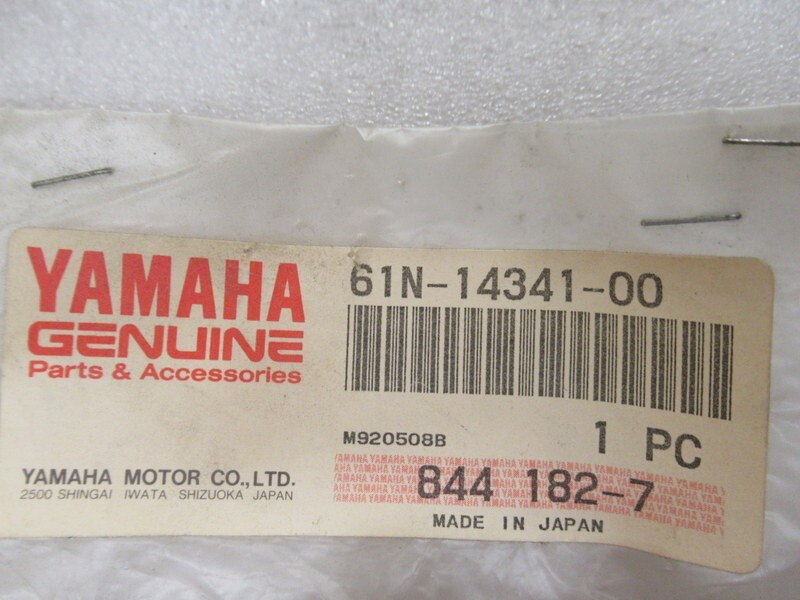 YAMAHA
GENUINE
Parts & Accessories
YAMAHA MOTOR CO.,LTD.
2500 SHINGAI IWATA SHIZUOKA JAPAN
61N-14341-00
M920508B
1 PC
844 182-7
MADE IN JAPAN